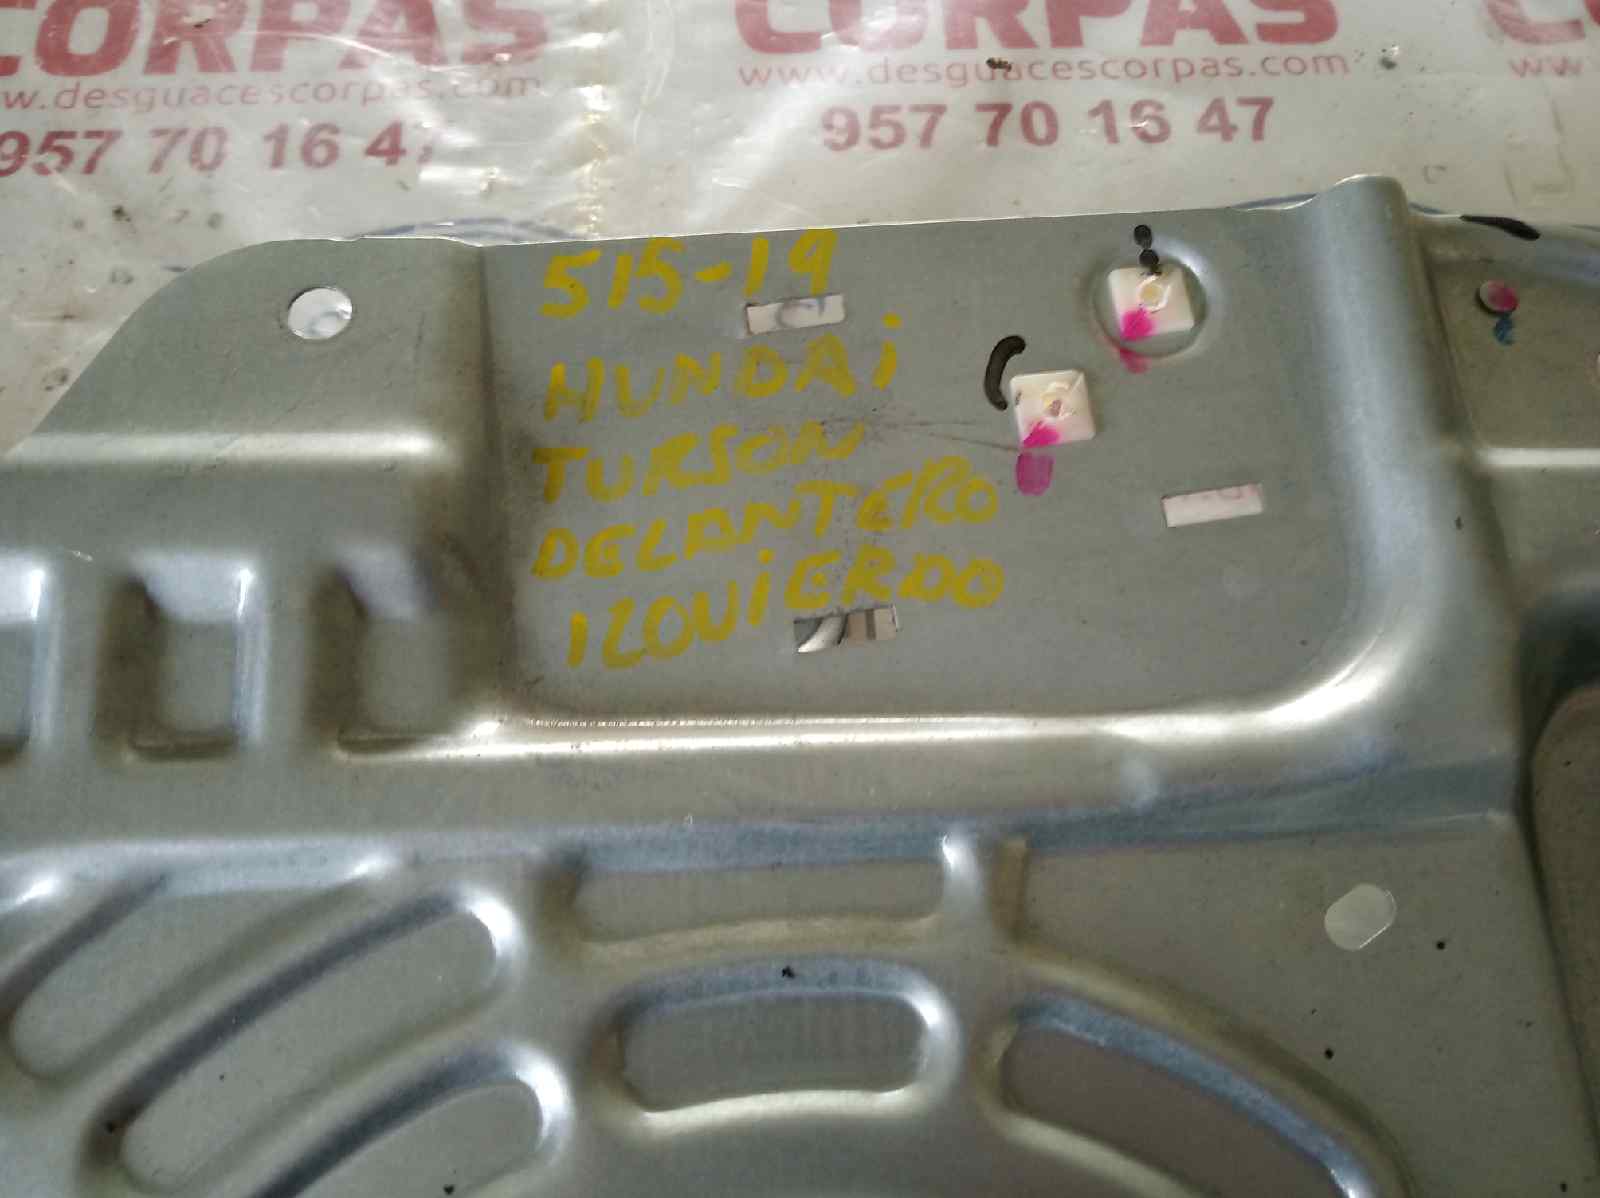 CORPAS CORPAS
www.desguacescorpas.com
957 70 16 47
w.desguacescorpas.com
957 70 16 47
515-19
HUNDAi
TURSON
DELANTERO
IZQUiERDO